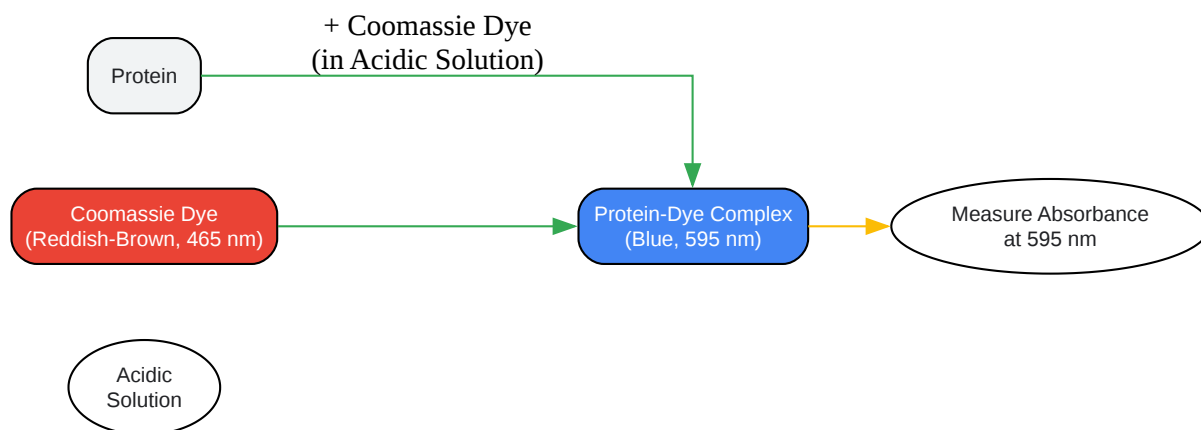 + Coomassie Dye
(in Acidic Solution)
Protein
Coomassie Dye
(Reddish-Brown, 465 nm)
Protein-Dye Complex
(Blue, 595 nm)
Measure Absorbance
at 595 nm
Acidic
Solution